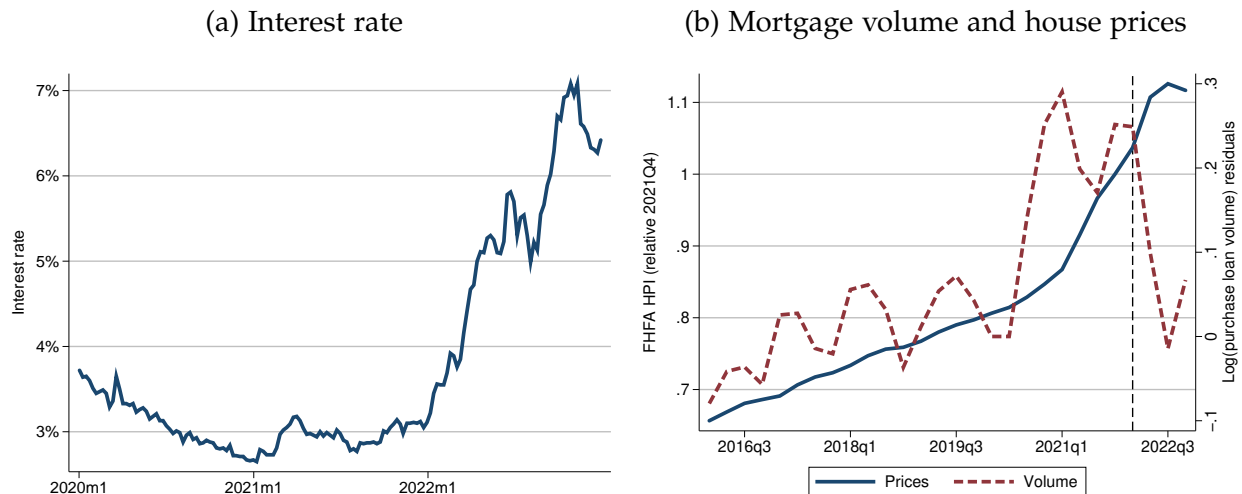 (a) Interest rate
7%
6%
5%
4%
3%
Interest rate
2020m1
2021m1
2022m1
(b) Mortgage volume and house prices
1.1
1
.9
.8
.7
FHFA HPI (relative 2021Q4)
.3
.2
.1
0
-.1
Log(purchase loan volume) residuals
2016q3
2018q1
2019q3
2021q1
2022q3
Prices
Volume